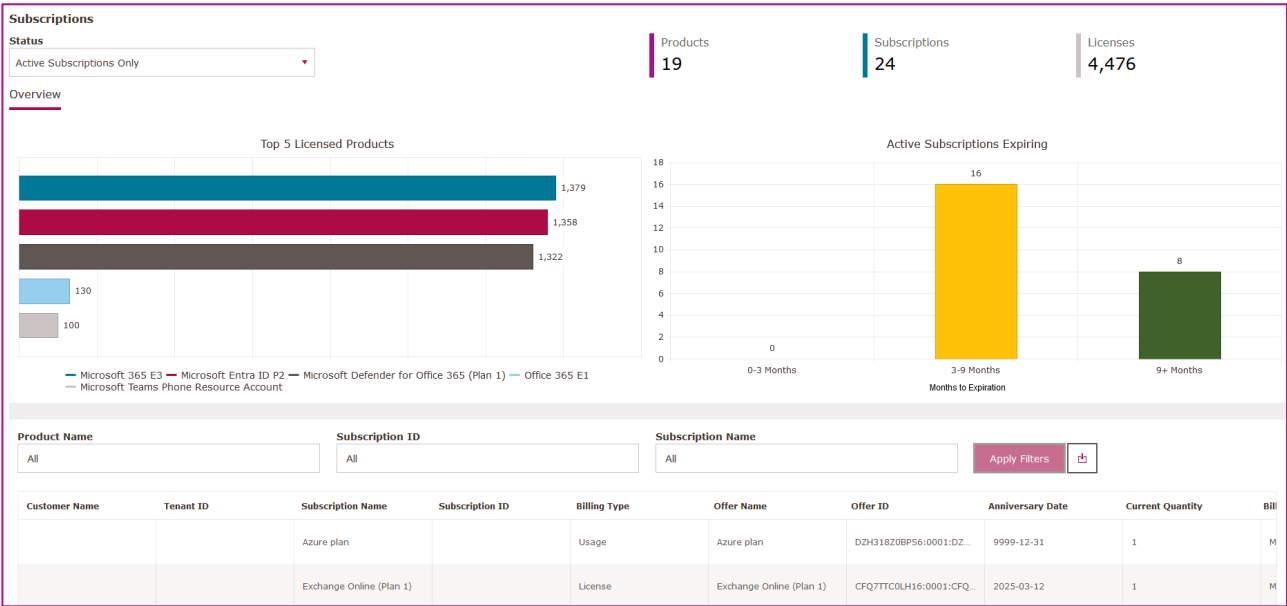 Subscriptions
Status
Active Subscriptions Only
Products
19
Subscriptions
24
Licenses
4,476
Overview
Top 5 Licensed Products
1,379
1,358
1,322
130
100
Microsoft 365 E3 Microsoft Entra ID P2 Microsoft Defender for Office 365 (Plan 1) Office 365 E1
Microsoft Teams Phone Resource Account
Active Subscriptions Expiring
18
16
14
12
10
8
6
4
2
0
0
16
8
0-3 Months 3-9 Months 9+ Months
Months to Expiration
Product Name Subscription ID Subscription Name
All All All Apply Filters
Customer Name Tenant ID Subscription Name Subscription ID Billing Type Offer Name Offer ID Anniversary Date Current Quantity Bill
Azure plan Usage Azure plan DZH318Z0BPS6:0001:DZ... 9999-12-31 1 M
Exchange Online (Plan 1) License Exchange Online (Plan 1) CFQ7TTC0LH16:0001:CFQ... 2025-03-12 1 M